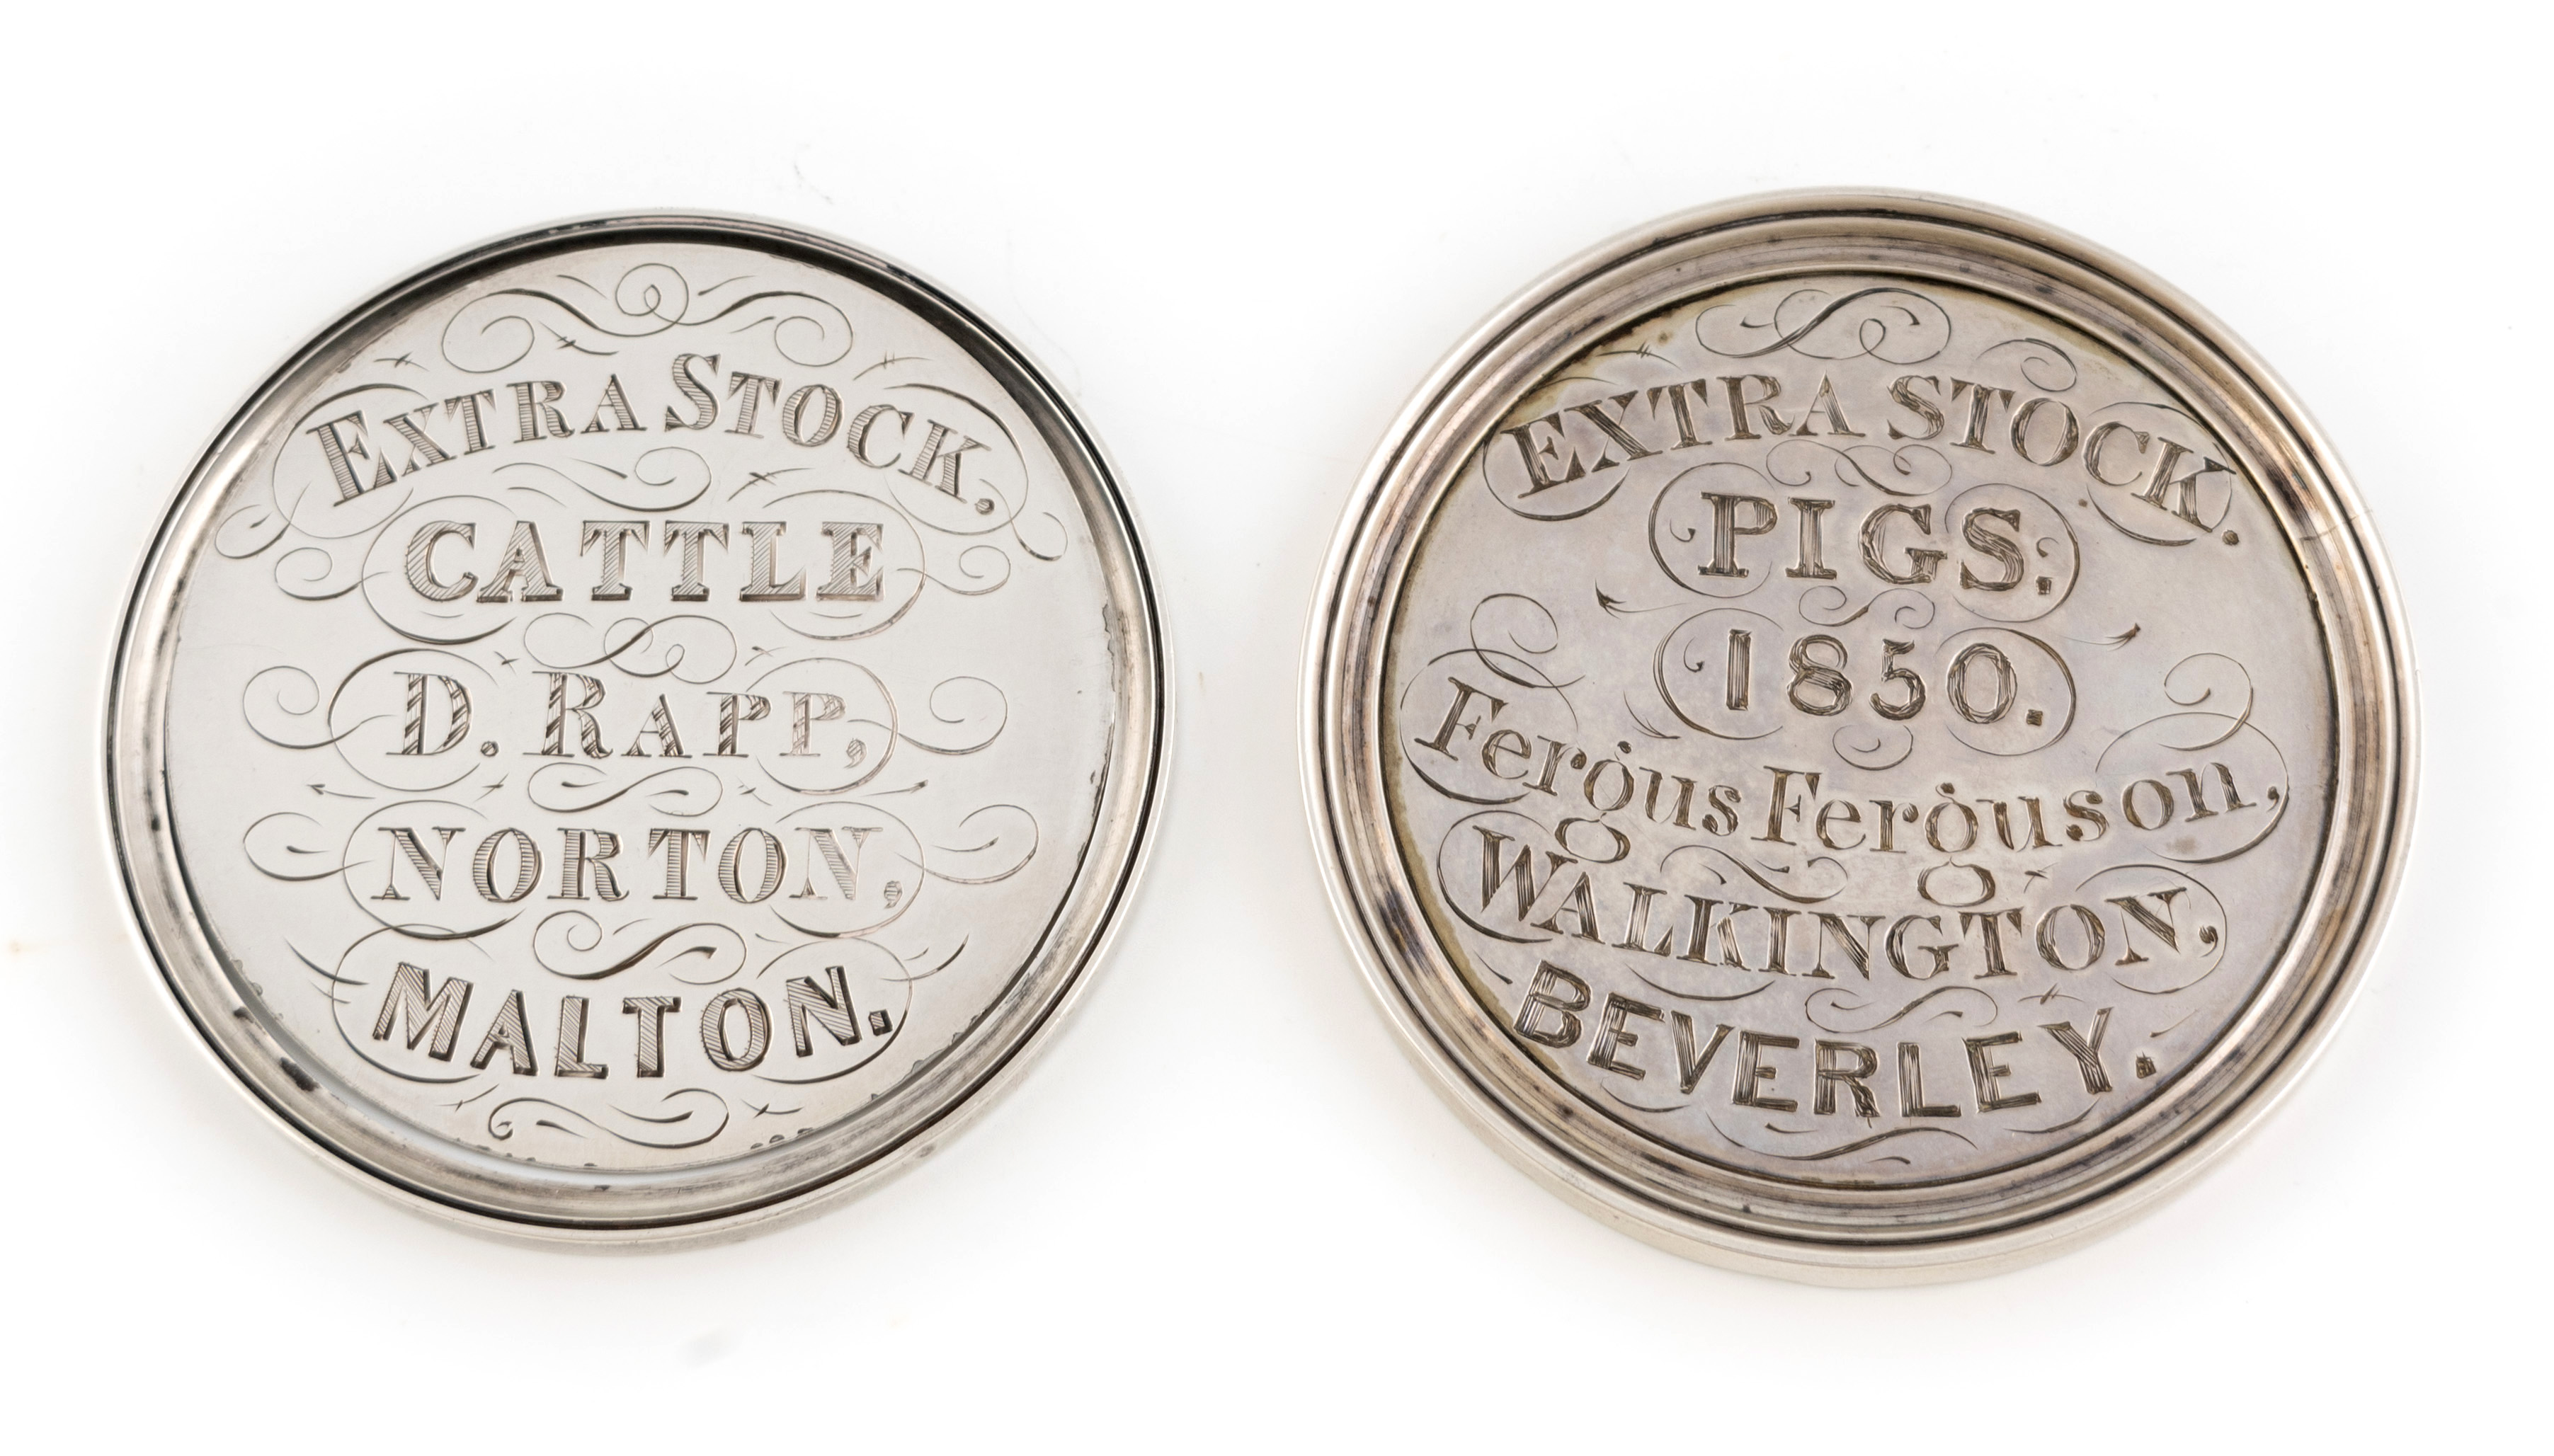 EXTRA STOCK.
CATTLE
D. RAPP,
NORTON,
MALTON.
EXTRA STOCK.
PIGS:
1850.
Fergus Ferguson,
WALKINGTON,
BEVERLEY.